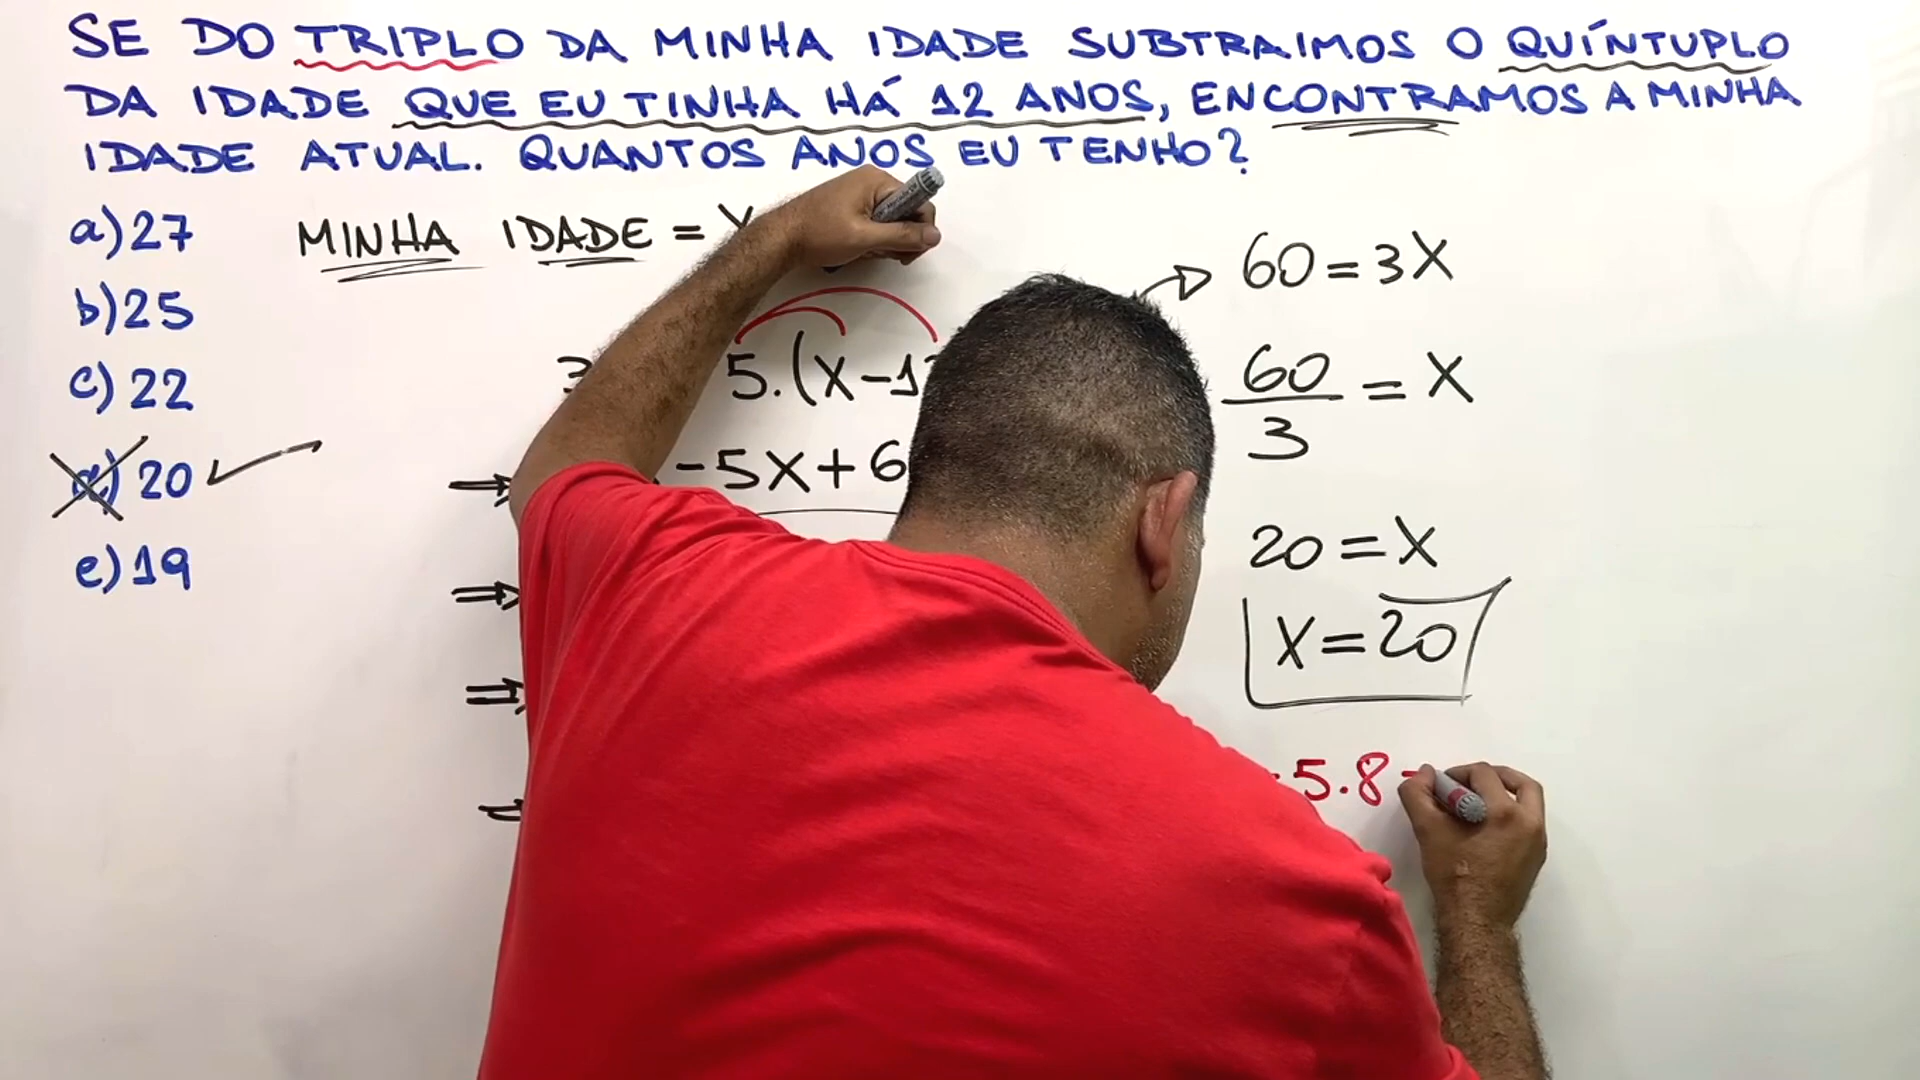 SE DO TRIPLO DA MINHA IDADE SUBTRAIMOS O QUÍNTUPLO
DA IDADE QUE EU TINHA HÁ 12 ANOS, ENCONTRAMOS A MINHA
IDADE ATUAL. QUANTOS ANOS EU TENHO?
a) 27
b) 25
c) 22
d) 20
e) 19
MINHA IDADE = X
5.(X-1
-5X+6
60=3X
60/3 = X
20=X
X=20
5.8